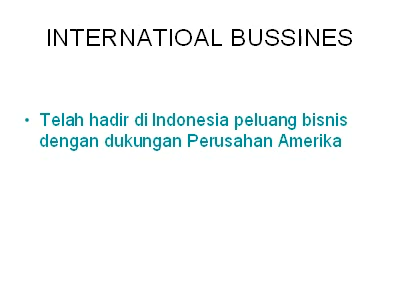 INTERNATIOAL BUSSINES
• Telah hadir di Indonesia peluang bisnis
dengan dukungan Perusahan Amerika